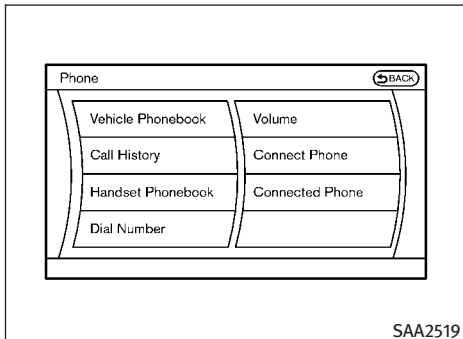 Phone
BACK
Vehicle Phonebook
Volume
Call History
Connect Phone
Handset Phonebook
Connected Phone
Dial Number
SAA2519